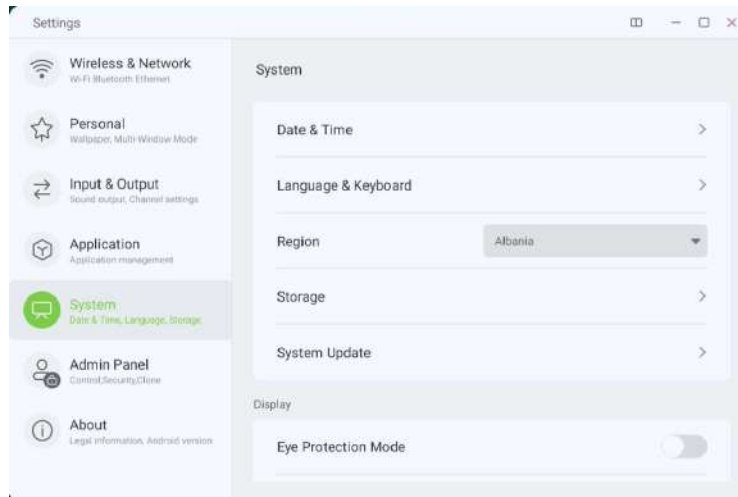 Settings
Wireless & Network
Wi-Fi Bluetooth Ethernet
Personal
Wallpaper, Multi-Window Mode
Input & Output
Sound output, Channel settings
Application
Application management
System
Date & Time, Language, Storage
Admin Panel
Control,Security,Clone
About
Legal information, Android version
System
Date & Time
Language & Keyboard
Region
Albania
Storage
System Update
Display
Eye Protection Mode